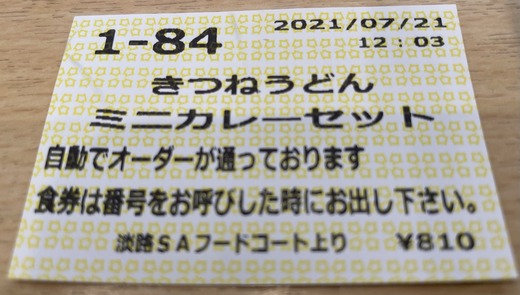 1-84
2021/07/21
12:03
きつねうどん
ミニカレーセット
自動でオーダーが通っております
食券は番号をお呼びした時にお出し下さい。
淡路SAフードコート上り ¥810